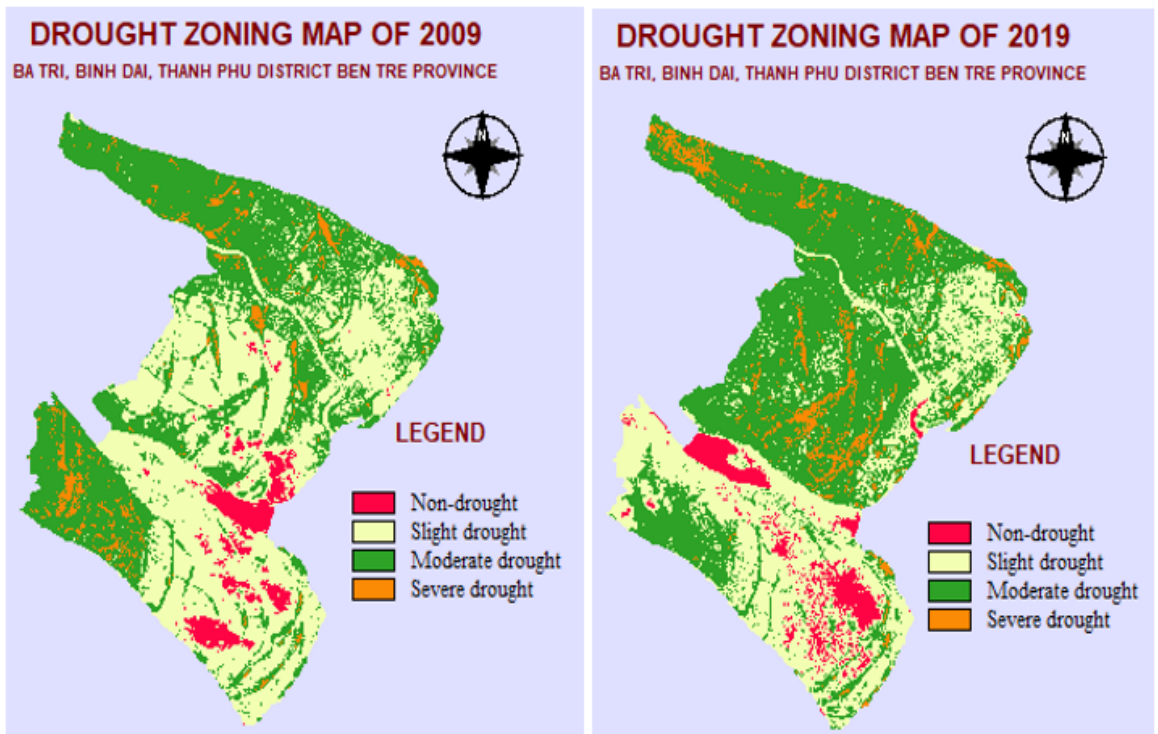 DROUGHT ZONING MAP OF 2009
BA TRI, BINH DAI, THANH PHU DISTRICT BEN TRE PROVINCE
N
LEGEND
Non-drought
Slight drought
Moderate drought
Severe drought
DROUGHT ZONING MAP OF 2019
BA TRI, BINH DAI, THANH PHU DISTRICT BEN TRE PROVINCE
N
LEGEND
Non-drought
Slight drought
Moderate drought
Severe drought